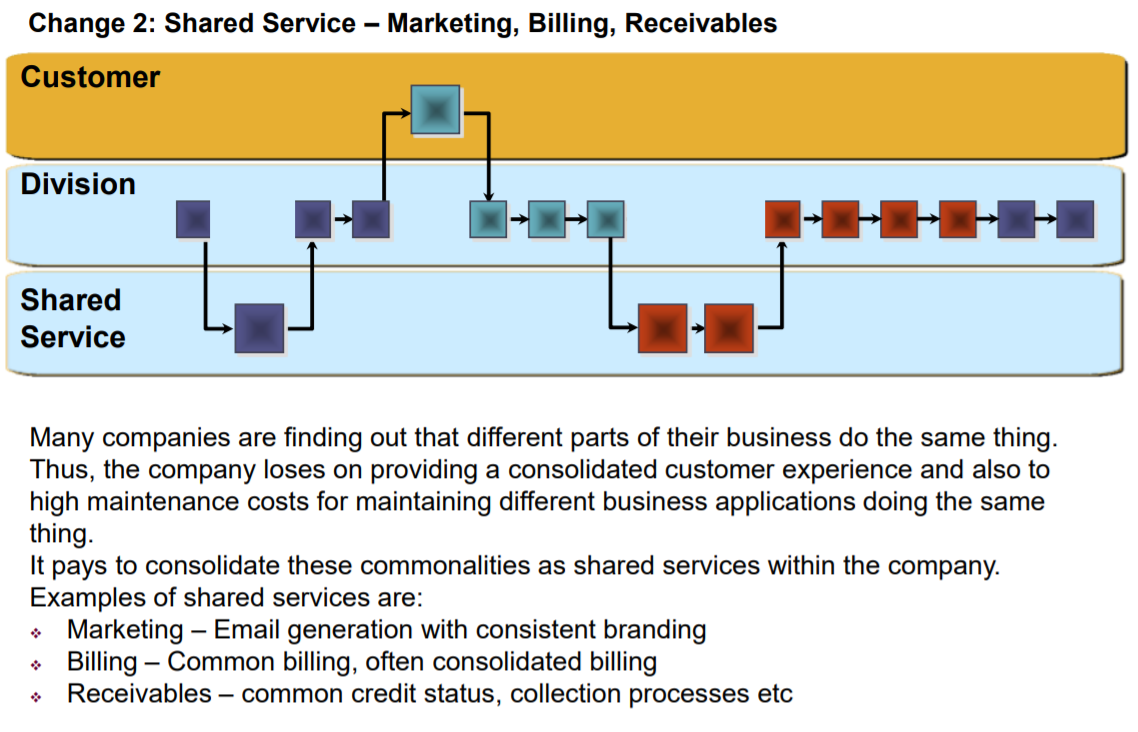 Change 2: Shared Service – Marketing, Billing, Receivables
Customer
Division
Shared
Service
Many companies are finding out that different parts of their business do the same thing.
Thus, the company loses on providing a consolidated customer experience and also to
high maintenance costs for maintaining different business applications doing the same
thing.
It pays to consolidate these commonalities as shared services within the company.
Examples of shared services are:
❖ Marketing – Email generation with consistent branding
❖ Billing – Common billing, often consolidated billing
❖ Receivables – common credit status, collection processes etc